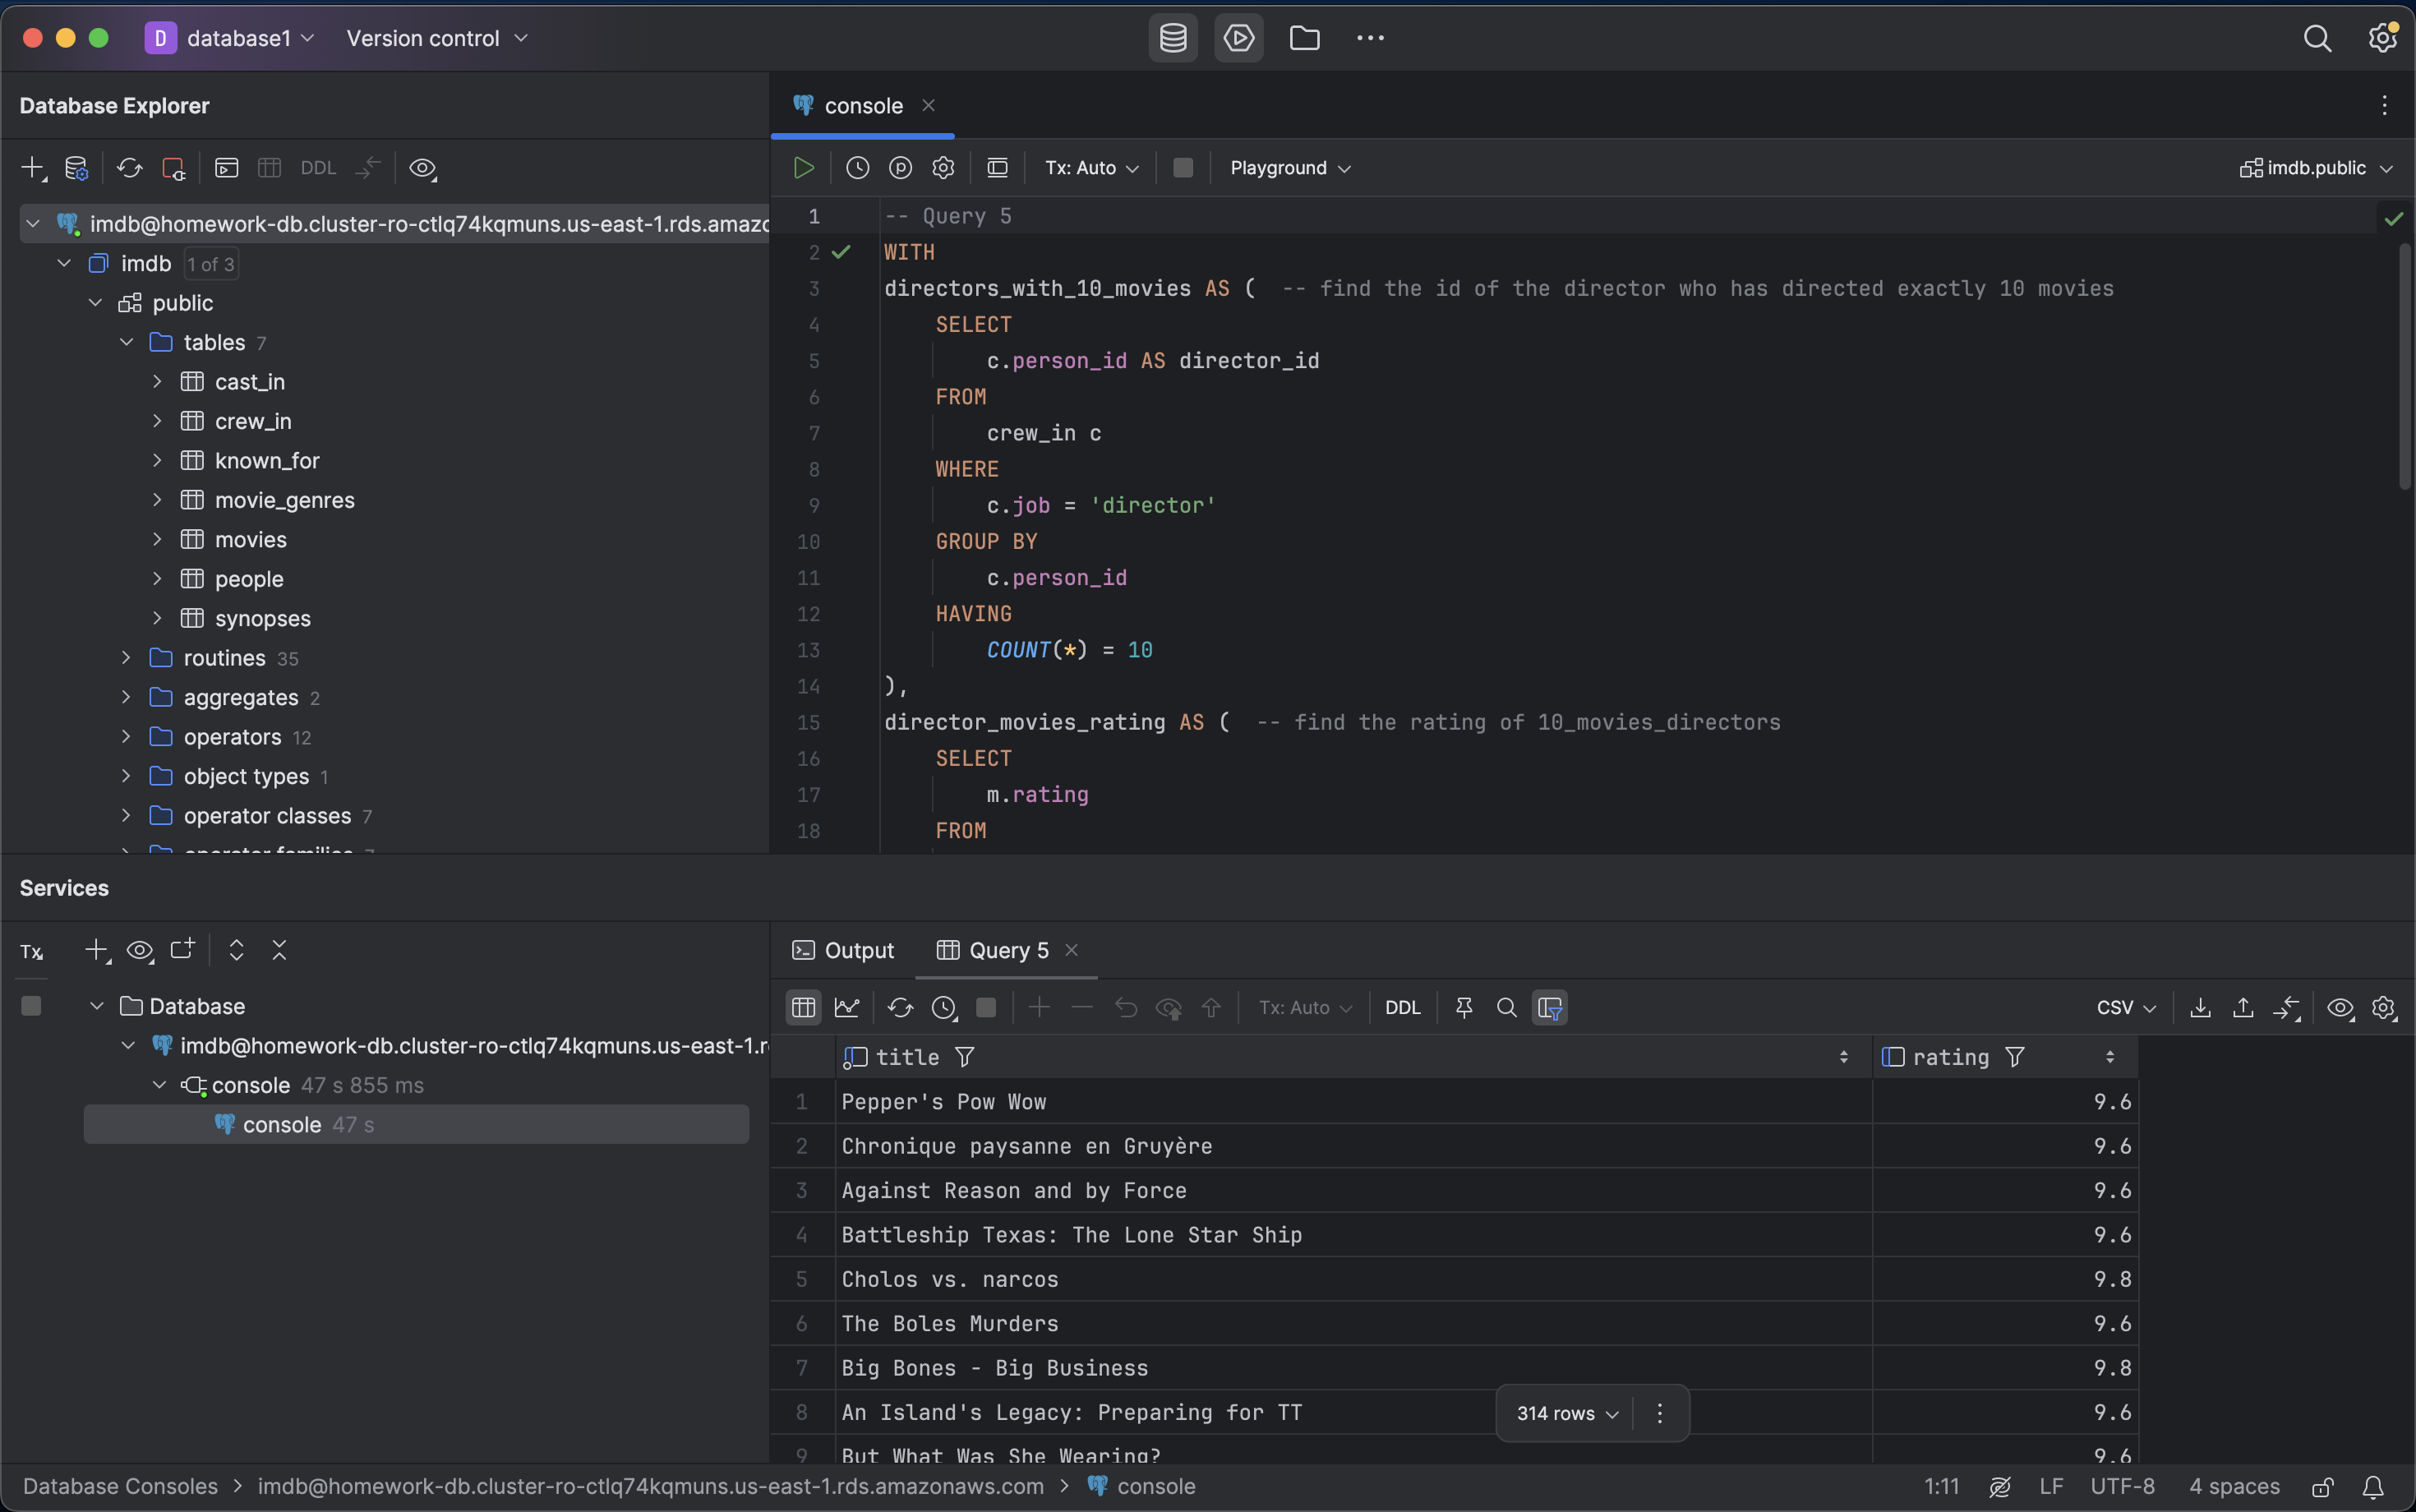 D database1 Version control
Database Explorer
console
DDL
Tx: Auto Playground imdb.public
imdb@homework-db.cluster-ro-ctlq74kqmuns.us-east-1.rds.amazo
imdb 1 of 3
public
tables 7
cast_in
crew_in
known_for
movie_genres
movies
people
synopses
routines 35
aggregates 2
operators 12
object types 1
operator classes 7
operator families 7
1 -- Query 5
2 WITH
3 directors_with_10_movies AS (  -- find the id of the director who has directed exactly 10 movies
4 SELECT
5 c.person_id AS director_id
6 FROM
7 crew_in c
8 WHERE
9 c.job = 'director'
10 GROUP BY
11 c.person_id
12 HAVING
13 COUNT(*) = 10
14 ),
15 director_movies_rating AS (  -- find the rating of 10_movies_directors
16 SELECT
17 m.rating
18 FROM
Services
Tx
Database
imdb@homework-db.cluster-ro-ctlq74kqmuns.us-east-1.r
console 47 s 855 ms
console 47 s
Output Query 5
Tx: Auto DDL CSV
title rating
1 Pepper's Pow Wow 9.6
2 Chronique paysanne en Gruyère 9.6
3 Against Reason and by Force 9.6
4 Battleship Texas: The Lone Star Ship 9.6
5 Cholos vs. narcos 9.8
6 The Boles Murders 9.6
7 Big Bones - Big Business 9.8
8 An Island's Legacy: Preparing for TT 9.6
9 But What Was She Wearing? 9.6
314 rows
Database Consoles > imdb@homework-db.cluster-ro-ctlq74kqmuns.us-east-1.rds.amazonaws.com > console
1:11 LF UTF-8 4 spaces